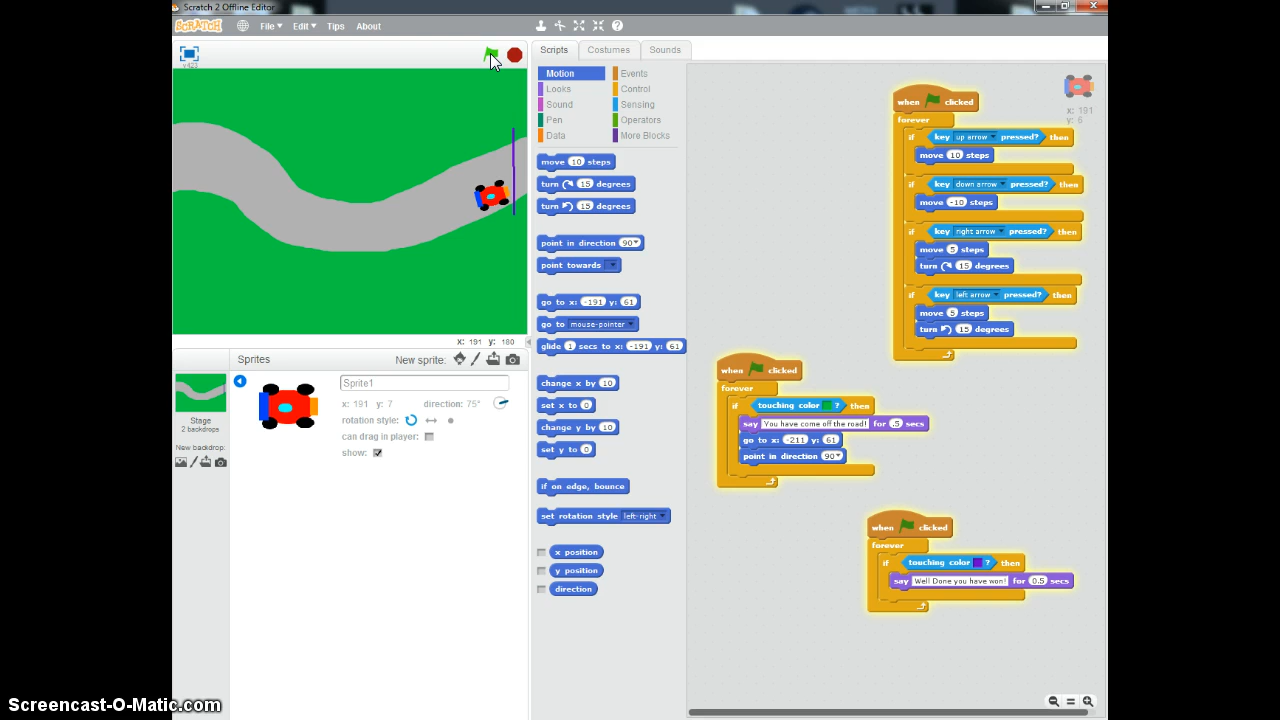 Scratch 2 Offline Editor
SCRATCH
File Edit Tips About
v423
Scripts Costumes Sounds
Motion
Looks
Sound
Pen
Data
Events
Control
Sensing
Operators
More Blocks
move 10 steps
turn 15 degrees
turn 15 degrees
point in direction 90
point towards
go to x: -191 y: 61
go to mouse-pointer
glide 1 secs to x: -191 y: 61
change x by 10
set x to 0
change y by 10
set y to 0
if on edge, bounce
set rotation style left-right
x position
y position
direction
x: 191
y: 6
when clicked
forever
if key up arrow pressed? then
move 10 steps
if key down arrow pressed? then
move -10 steps
if key right arrow pressed? then
move 5 steps
turn 15 degrees
if key left arrow pressed? then
move 5 steps
turn 15 degrees
when clicked
forever
if touching color ? then
say You have come off the road! for .5 secs
go to x: -211 y: 61
point in direction 90
when clicked
forever
if touching color ? then
say Well Done you have won! for 0.5 secs
x: 191 y: 180
Sprites New sprite:
Stage
2 backdrops
New backdrop:
Sprite1
x: 191 y: 7 direction: 75°
rotation style:
can drag in player:
show:
Screencast-O-Matic.com